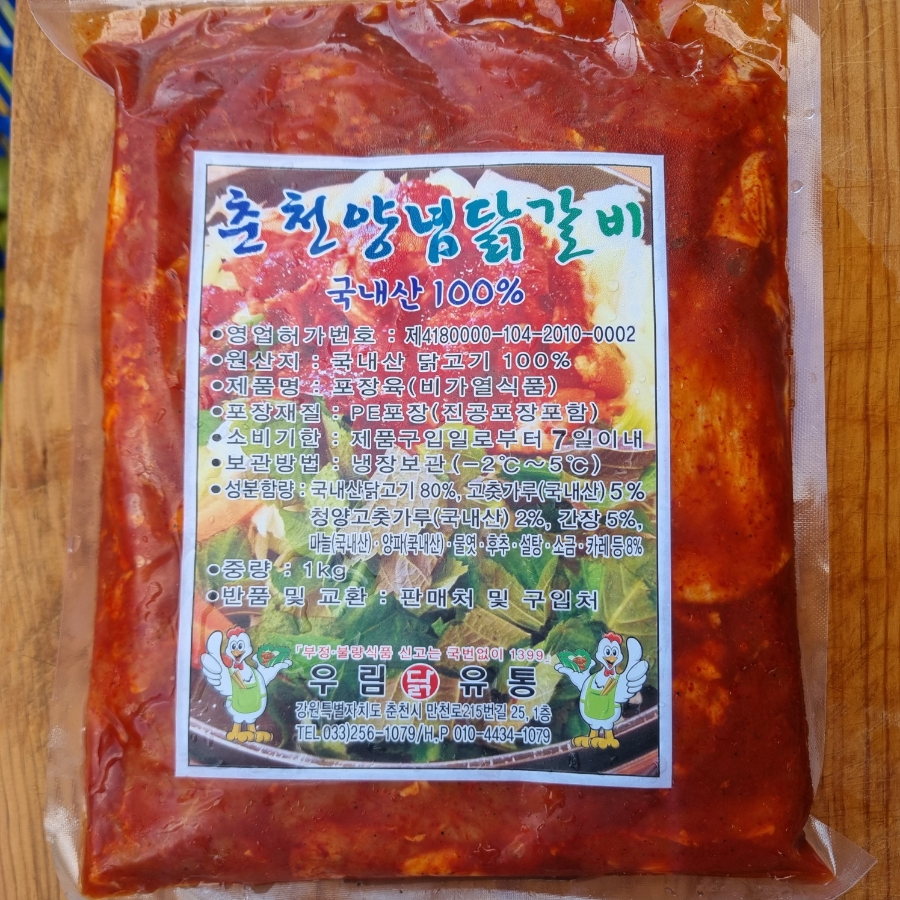 춘천양념닭갈비
국내산 100%
•영업허가번호 : 제4180000-104-2010-0002
•원산지 : 국내산 닭고기 100%
•제품명 : 포장육(비가열식품)
•포장재질 : PE포장(진공포장포함)
•소비기한 : 제품구입일로부터 7일이내
•보관방법 : 냉장보관(-2℃~5℃)
•성분함량 : 국내산닭고기 80%, 고춧가루(국내산) 5%
청양고춧가루(국내산) 2%, 간장 5%,
마늘(국내산)·양파(국내산)·물엿·후추·설탕·소금·카레 등 8%
•중량 : 1kg
•반품 및 교환 : 판매처 및 구입처
「부정·불량식품 신고는 국번없이 1399」
우림닭유통
강원특별자치도 춘천시 만천로215번길 25, 1층
TEL 033)256-1079/H.P 010-4434-1079